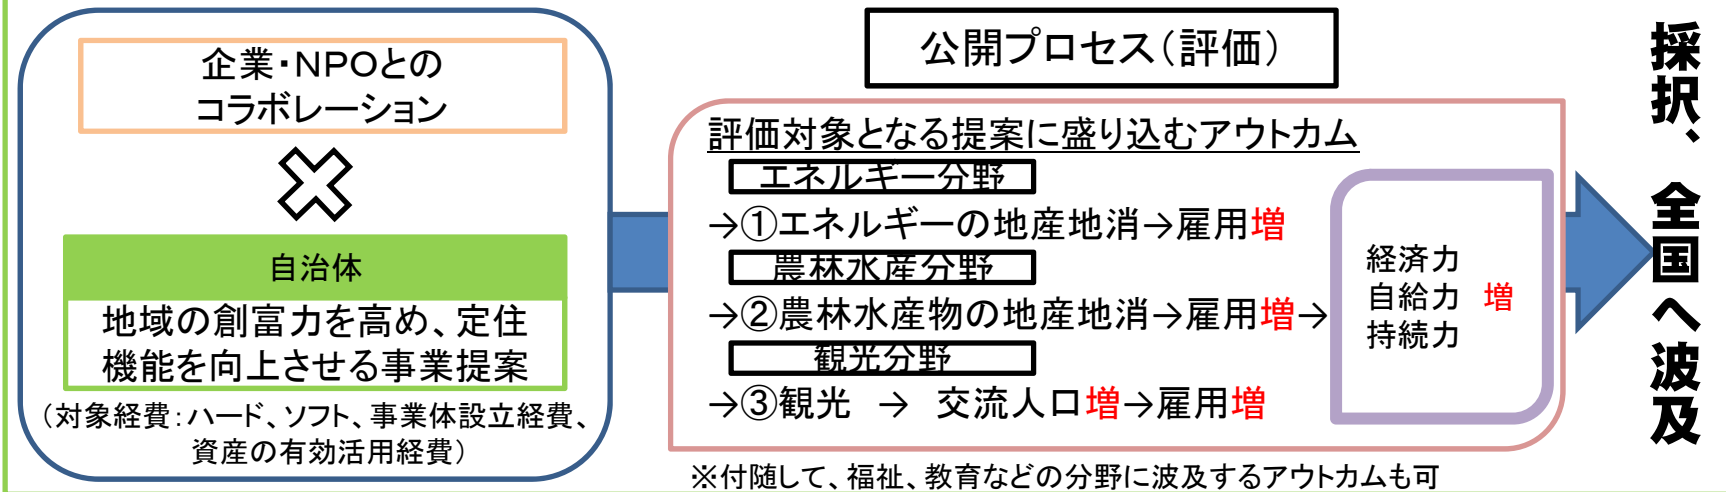 企業・NPOとの
コラボレーション
自治体
地域の創富力を高め、定住
機能を向上させる事業提案
（対象経費：ハード、ソフト、事業体設立経費、
資産の有効活用経費）
公開プロセス（評価）
評価対象となる提案に盛り込むアウトカム
エネルギー分野
→①エネルギーの地産地消→雇用増
農林水産分野
→②農林水産物の地産地消→雇用増→
観光分野
→③観光 → 交流人口増→雇用増
経済力
自給力 増
持続力
※付随して、福祉、教育などの分野に波及するアウトカムも可
採択、全国へ波及